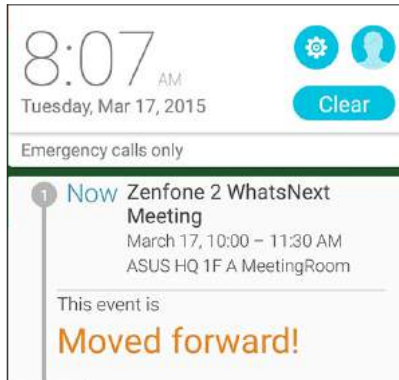 8:07 AM
Tuesday, Mar 17, 2015
Clear
Emergency calls only
1 Now Zenfone 2 WhatsNext
Meeting
March 17, 10:00 – 11:30 AM
ASUS HQ 1F A MeetingRoom
This event is
Moved forward!